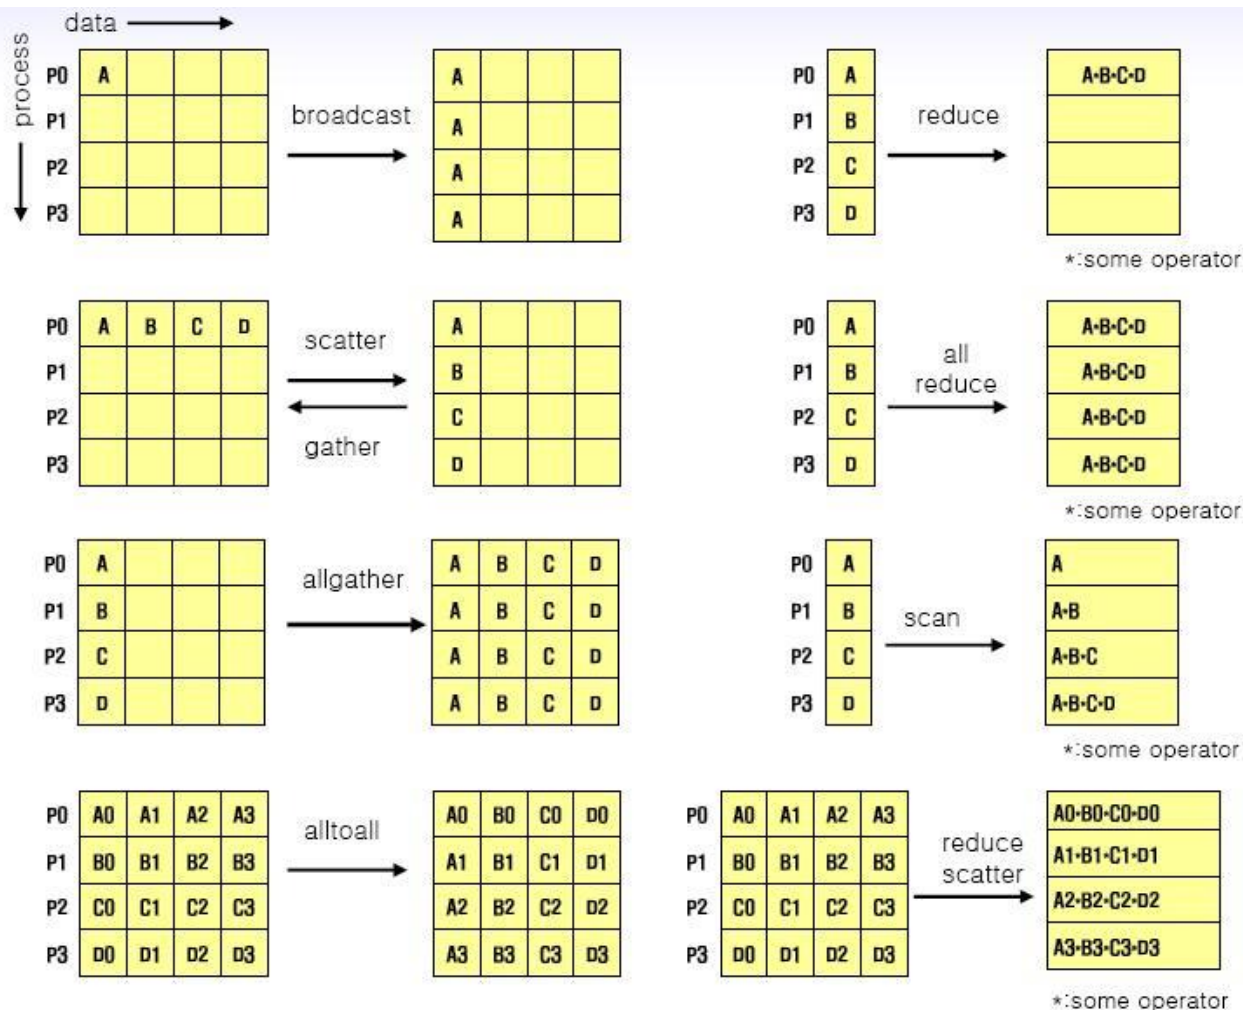 data
process
P0 A
P1
P2
P3
broadcast
A
A
A
A
P0 A
P1 B
P2 C
P3 D
reduce
A*B*C*D
*:some operator
P0 A B C D
P1
P2
P3
scatter
gather
A
B
C
D
P0 A
P1 B
P2 C
P3 D
all
reduce
A*B*C*D
A*B*C*D
A*B*C*D
A*B*C*D
*:some operator
P0 A
P1 B
P2 C
P3 D
allgather
A B C D
A B C D
A B C D
A B C D
P0 A
P1 B
P2 C
P3 D
scan
A
A*B
A*B*C
A*B*C*D
*:some operator
P0 A0 A1 A2 A3
P1 B0 B1 B2 B3
P2 C0 C1 C2 C3
P3 D0 D1 D2 D3
alltoall
A0 B0 C0 D0
A1 B1 C1 D1
A2 B2 C2 D2
A3 B3 C3 D3
P0 A0 A1 A2 A3
P1 B0 B1 B2 B3
P2 C0 C1 C2 C3
P3 D0 D1 D2 D3
reduce
scatter
A0*B0*C0*D0
A1*B1*C1*D1
A2*B2*C2*D2
A3*B3*C3*D3
*:some operator